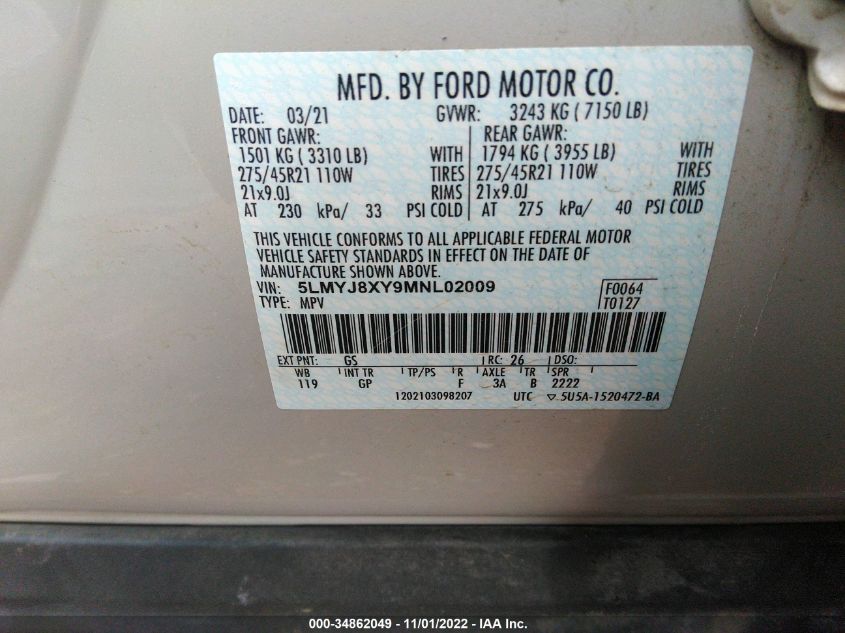 MFD. BY FORD MOTOR CO.
DATE: 03/21 GVWR: 3243 KG ( 7150 LB)
FRONT GAWR: REAR GAWR:
1501 KG ( 3310 LB) WITH 1794 KG ( 3955 LB) WITH
275/45R21 110W TIRES 275/45R21 110W TIRES
21x9.0J RIMS 21x9.0J RIMS
AT 230 kPa/ 33 PSI COLD AT 275 kPa/ 40 PSI COLD
THIS VEHICLE CONFORMS TO ALL APPLICABLE FEDERAL MOTOR
VEHICLE SAFETY STANDARDS IN EFFECT ON THE DATE OF
MANUFACTURE SHOWN ABOVE.
VIN: 5LMYJ8XY9MNL02009 F0064
TYPE: MPV T0127
EXT PNT: GS RC: 26 DSO:
WB INT TR TP/PS R AXLE TR SPR
119 GP F 3A B 2222
1202103098207 UTC ▽ 5U5A-1520472-BA
000-34862049 - 11/01/2022 - IAA Inc.